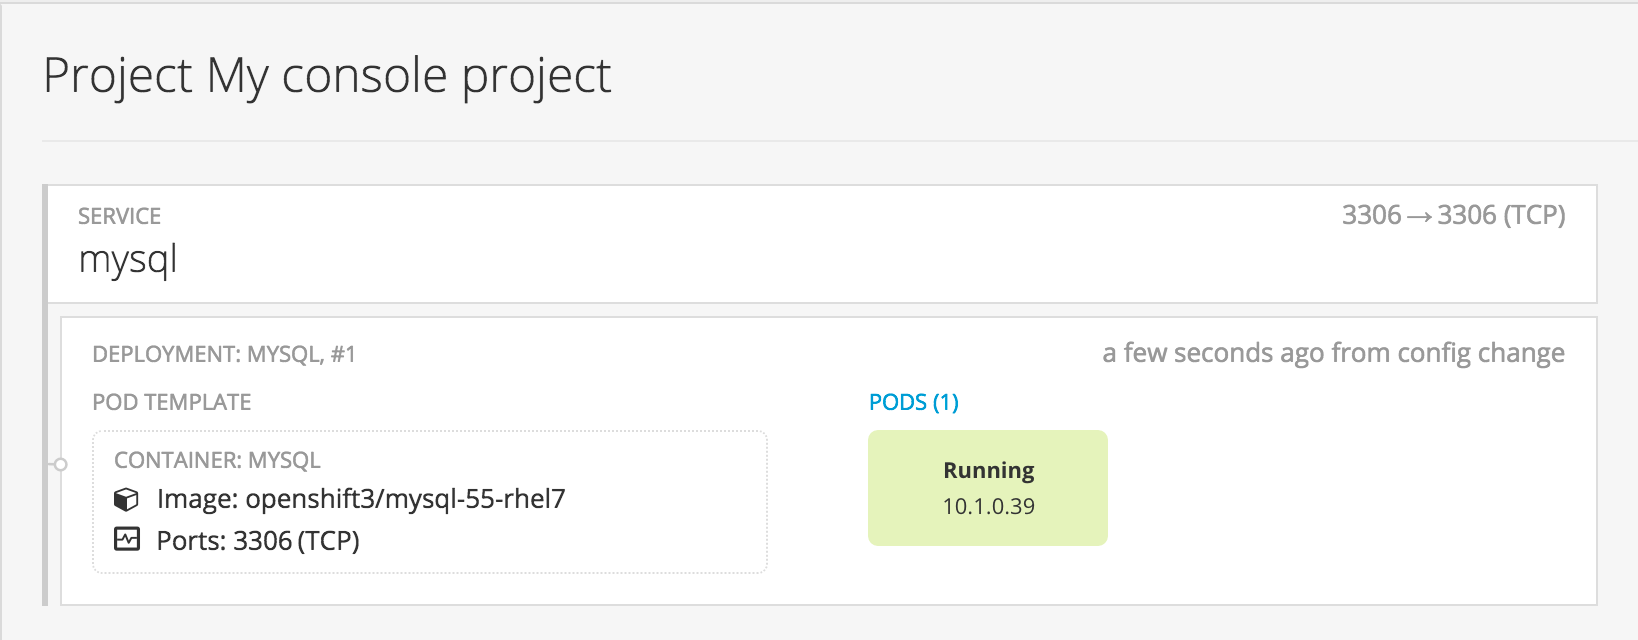 Project My console project
SERVICE
3306 → 3306 (TCP)
mysql
DEPLOYMENT: MYSQL, #1
a few seconds ago from config change
POD TEMPLATE
PODS (1)
CONTAINER: MYSQL
Image: openshift3/mysql-55-rhel7
Ports: 3306 (TCP)
Running
10.1.0.39